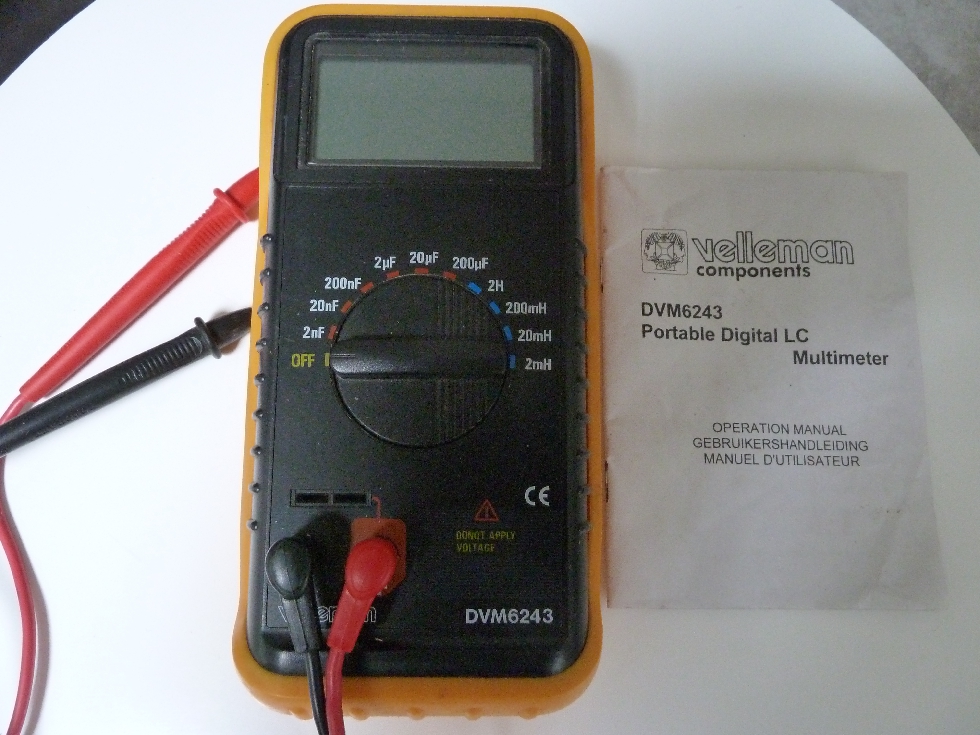 2µF 20µF 200µF
200nF 2H
20nF 200mH
2nF 20mH
OFF 2mH
CE
DONOT APPLY
VOLTAGE
DVM6243
velleman
components
DVM6243
Portable Digital LC
Multimeter
OPERATION MANUAL
GEBRUIKERSHANDLEIDING
MANUEL D'UTILISATEUR